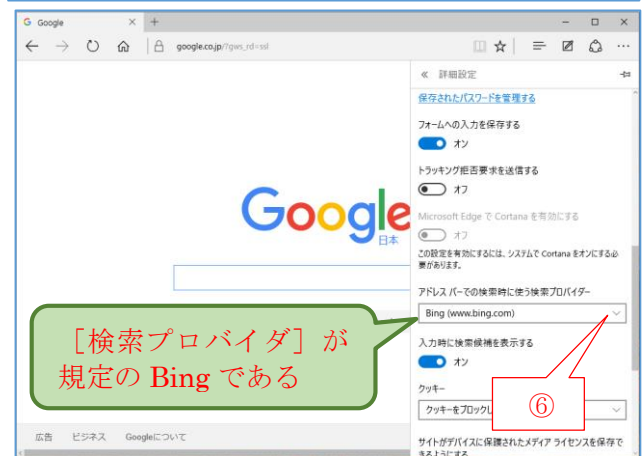 Google
google.co.jp/?gws_rd=ssl
詳細設定
保存されたパスワードを管理する
フォームへの入力を保存する
オン
トラッキング拒否要求を送信する
オフ
Microsoft Edge で Cortana を有効にする
オフ
この設定を有効にするには、システムで Cortana をオンにする必
要があります。
Google
日本
アドレス バーでの検索時に使う検索プロバイダー
Bing (www.bing.com)
［検索プロバイダ］が
規定の Bing である
入力時に検索候補を表示する
オン
クッキー
クッキーをブロックし
⑥
広告 ビジネス Googleについて
サイトがデバイスに保護されたメディア ライセンスを保存で
きるようにする